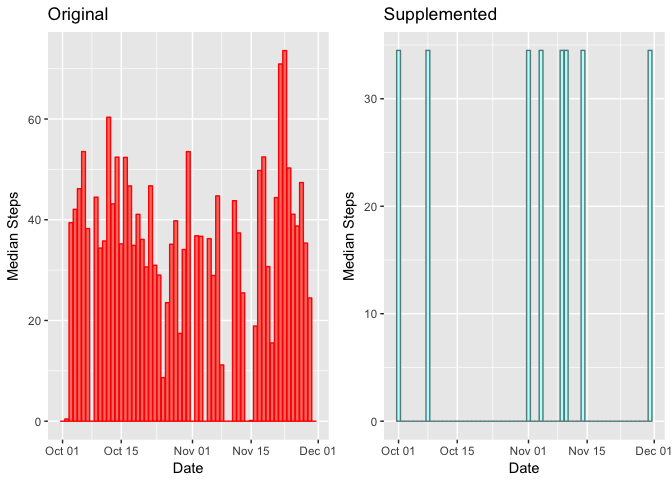 Original
Median Steps
60
40
20
0
Oct 01 Oct 15 Nov 01 Nov 15 Dec 01
Date
Supplemented
Median Steps
30
20
10
0
Oct 01 Oct 15 Nov 01 Nov 15 Dec 01
Date